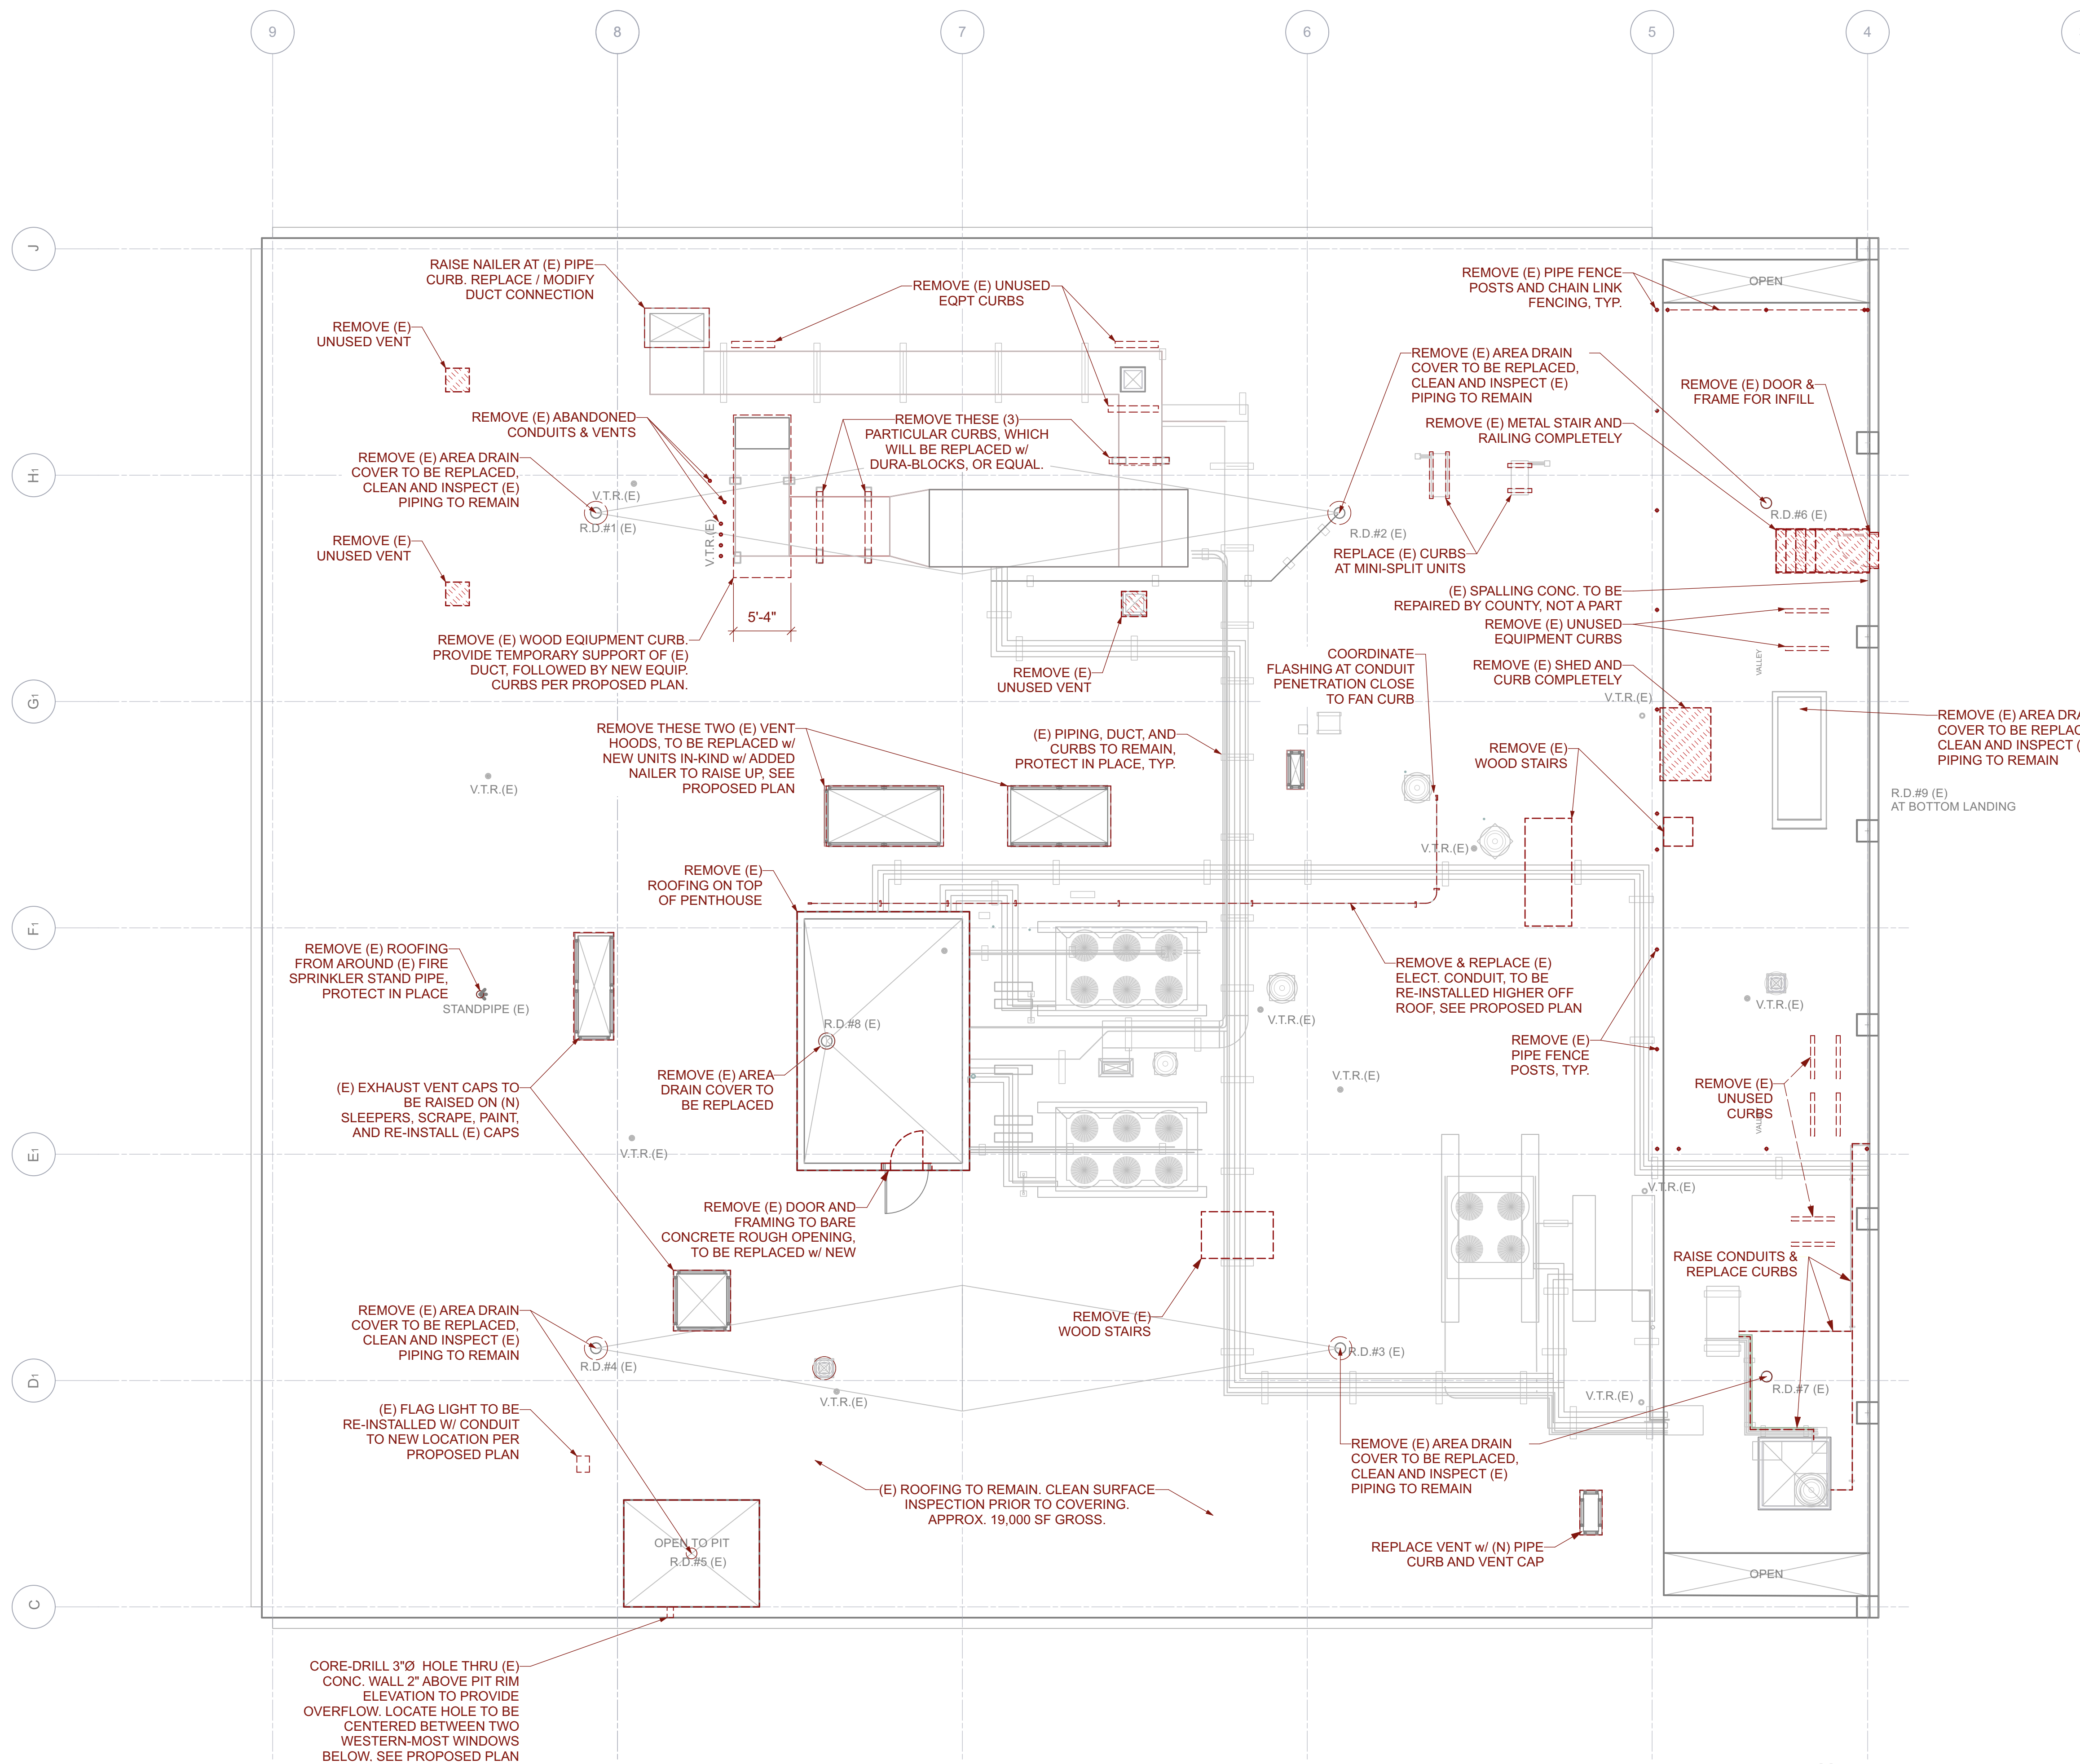 9
8
7
6
5
4
J
H1
G1
F1
E1
D1
C
RAISE NAILER AT (E) PIPE
CURB. REPLACE / MODIFY
DUCT CONNECTION
REMOVE (E) UNUSED
EQPT CURBS
REMOVE (E) PIPE FENCE
POSTS AND CHAIN LINK
FENCING, TYP.
OPEN
REMOVE (E)
UNUSED VENT
REMOVE (E) AREA DRAIN
COVER TO BE REPLACED,
CLEAN AND INSPECT (E)
PIPING TO REMAIN
REMOVE (E) DOOR &
FRAME FOR INFILL
REMOVE (E) ABANDONED
CONDUITS & VENTS
REMOVE THESE (3)
PARTICULAR CURBS, WHICH
WILL BE REPLACED w/
DURA-BLOCKS, OR EQUAL.
REMOVE (E) METAL STAIR AND
RAILING COMPLETELY
REMOVE (E) AREA DRAIN
COVER TO BE REPLACED,
CLEAN AND INSPECT (E)
PIPING TO REMAIN
V.T.R.(E)
R.D.#1 (E)
V.T.R.(E)
R.D.#2 (E)
R.D.#6 (E)
REMOVE (E)
UNUSED VENT
REPLACE (E) CURBS
AT MINI-SPLIT UNITS
(E) SPALLING CONC. TO BE
REPAIRED BY COUNTY, NOT A PART
5'-4"
REMOVE (E) UNUSED
EQUIPMENT CURBS
REMOVE (E) WOOD EQIUPMENT CURB.
PROVIDE TEMPORARY SUPPORT OF (E)
DUCT, FOLLOWED BY NEW EQUIP.
CURBS PER PROPOSED PLAN.
REMOVE (E)
UNUSED VENT
COORDINATE
FLASHING AT CONDUIT
PENETRATION CLOSE
TO FAN CURB
REMOVE (E) SHED AND
CURB COMPLETELY
VALLEY
V.T.R.(E)
REMOVE THESE TWO (E) VENT
HOODS, TO BE REPLACED w/
NEW UNITS IN-KIND w/ ADDED
NAILER TO RAISE UP, SEE
PROPOSED PLAN
(E) PIPING, DUCT, AND
CURBS TO REMAIN,
PROTECT IN PLACE, TYP.
REMOVE (E)
WOOD STAIRS
REMOVE (E) AREA DRA
COVER TO BE REPLAC
CLEAN AND INSPECT (
PIPING TO REMAIN
V.T.R.(E)
R.D.#9 (E)
AT BOTTOM LANDING
V.T.R.(E)
REMOVE (E)
ROOFING ON TOP
OF PENTHOUSE
REMOVE (E) ROOFING
FROM AROUND (E) FIRE
SPRINKLER STAND PIPE,
PROTECT IN PLACE
STANDPIPE (E)
REMOVE & REPLACE (E)
ELECT. CONDUIT, TO BE
RE-INSTALLED HIGHER OFF
ROOF, SEE PROPOSED PLAN
V.T.R.(E)
V.T.R.(E)
R.D.#8 (E)
REMOVE (E)
PIPE FENCE
POSTS, TYP.
REMOVE (E) AREA
DRAIN COVER TO
BE REPLACED
V.T.R.(E)
REMOVE (E)
UNUSED
CURBS
VALLEY
(E) EXHAUST VENT CAPS TO
BE RAISED ON (N)
SLEEPERS, SCRAPE, PAINT,
AND RE-INSTALL (E) CAPS
V.T.R.(E)
V.T.R.(E)
REMOVE (E) DOOR AND
FRAMING TO BARE
CONCRETE ROUGH OPENING,
TO BE REPLACED w/ NEW
RAISE CONDUITS &
REPLACE CURBS
REMOVE (E) AREA DRAIN
COVER TO BE REPLACED,
CLEAN AND INSPECT (E)
PIPING TO REMAIN
REMOVE (E)
WOOD STAIRS
R.D.#4 (E)
R.D.#3 (E)
V.T.R.(E)
V.T.R.(E)
R.D.#7 (E)
(E) FLAG LIGHT TO BE
RE-INSTALLED W/ CONDUIT
TO NEW LOCATION PER
PROPOSED PLAN
REMOVE (E) AREA DRAIN
COVER TO BE REPLACED,
CLEAN AND INSPECT (E)
PIPING TO REMAIN
(E) ROOFING TO REMAIN. CLEAN SURFACE
INSPECTION PRIOR TO COVERING.
APPROX. 19,000 SF GROSS.
OPEN TO PIT
R.D.#5 (E)
REPLACE VENT w/ (N) PIPE
CURB AND VENT CAP
OPEN
CORE-DRILL 3"Ø HOLE THRU (E)
CONC. WALL 2" ABOVE PIT RIM
ELEVATION TO PROVIDE
OVERFLOW. LOCATE HOLE TO BE
CENTERED BETWEEN TWO
WESTERN-MOST WINDOWS
BELOW. SEE PROPOSED PLAN